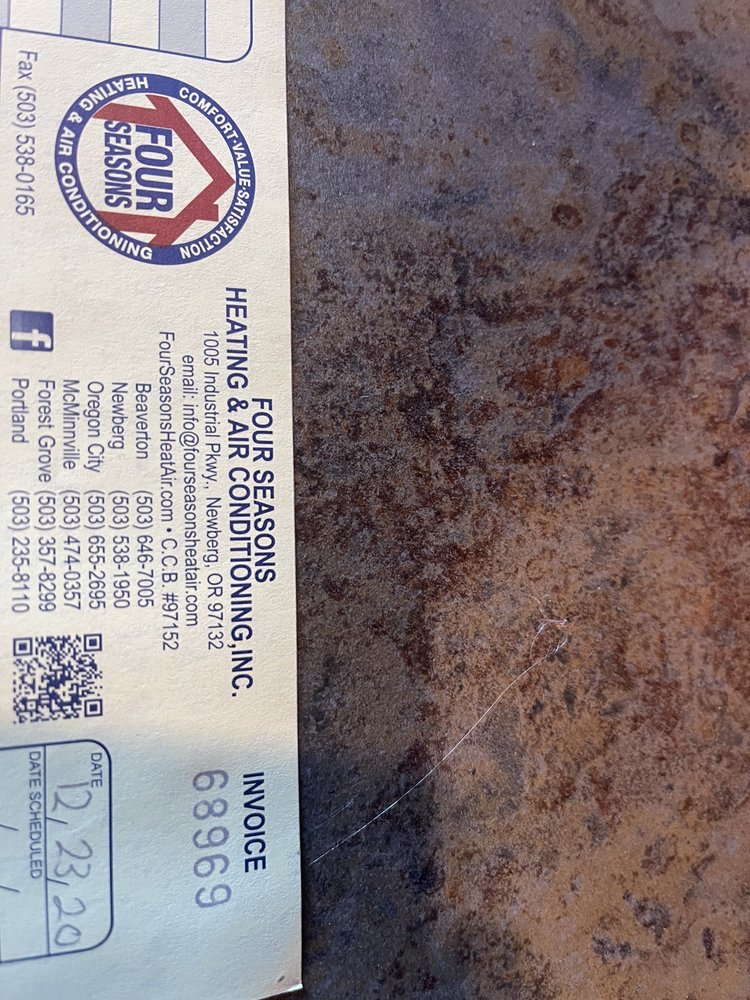 COMFORT·VALUE·SATISFACTION
FOUR
SEASONS
HEATING & AIR CONDITIONING
Fax (503) 538-0165
FOUR SEASONS
HEATING & AIR CONDITIONING, INC.
1005 Industrial Pkwy., Newberg, OR 97132
email: info@fourseasonsheatair.com
FourSeasonsHeatAir.com • C.C.B. #97152
Beaverton (503) 646-7005
Newberg (503) 538-1950
Oregon City (503) 655-2695
McMinnville (503) 474-0357
Forest Grove (503) 357-8299
Portland (503) 235-8110
f
INVOICE
68969
DATE
12/23/20
DATE SCHEDULED
/ /